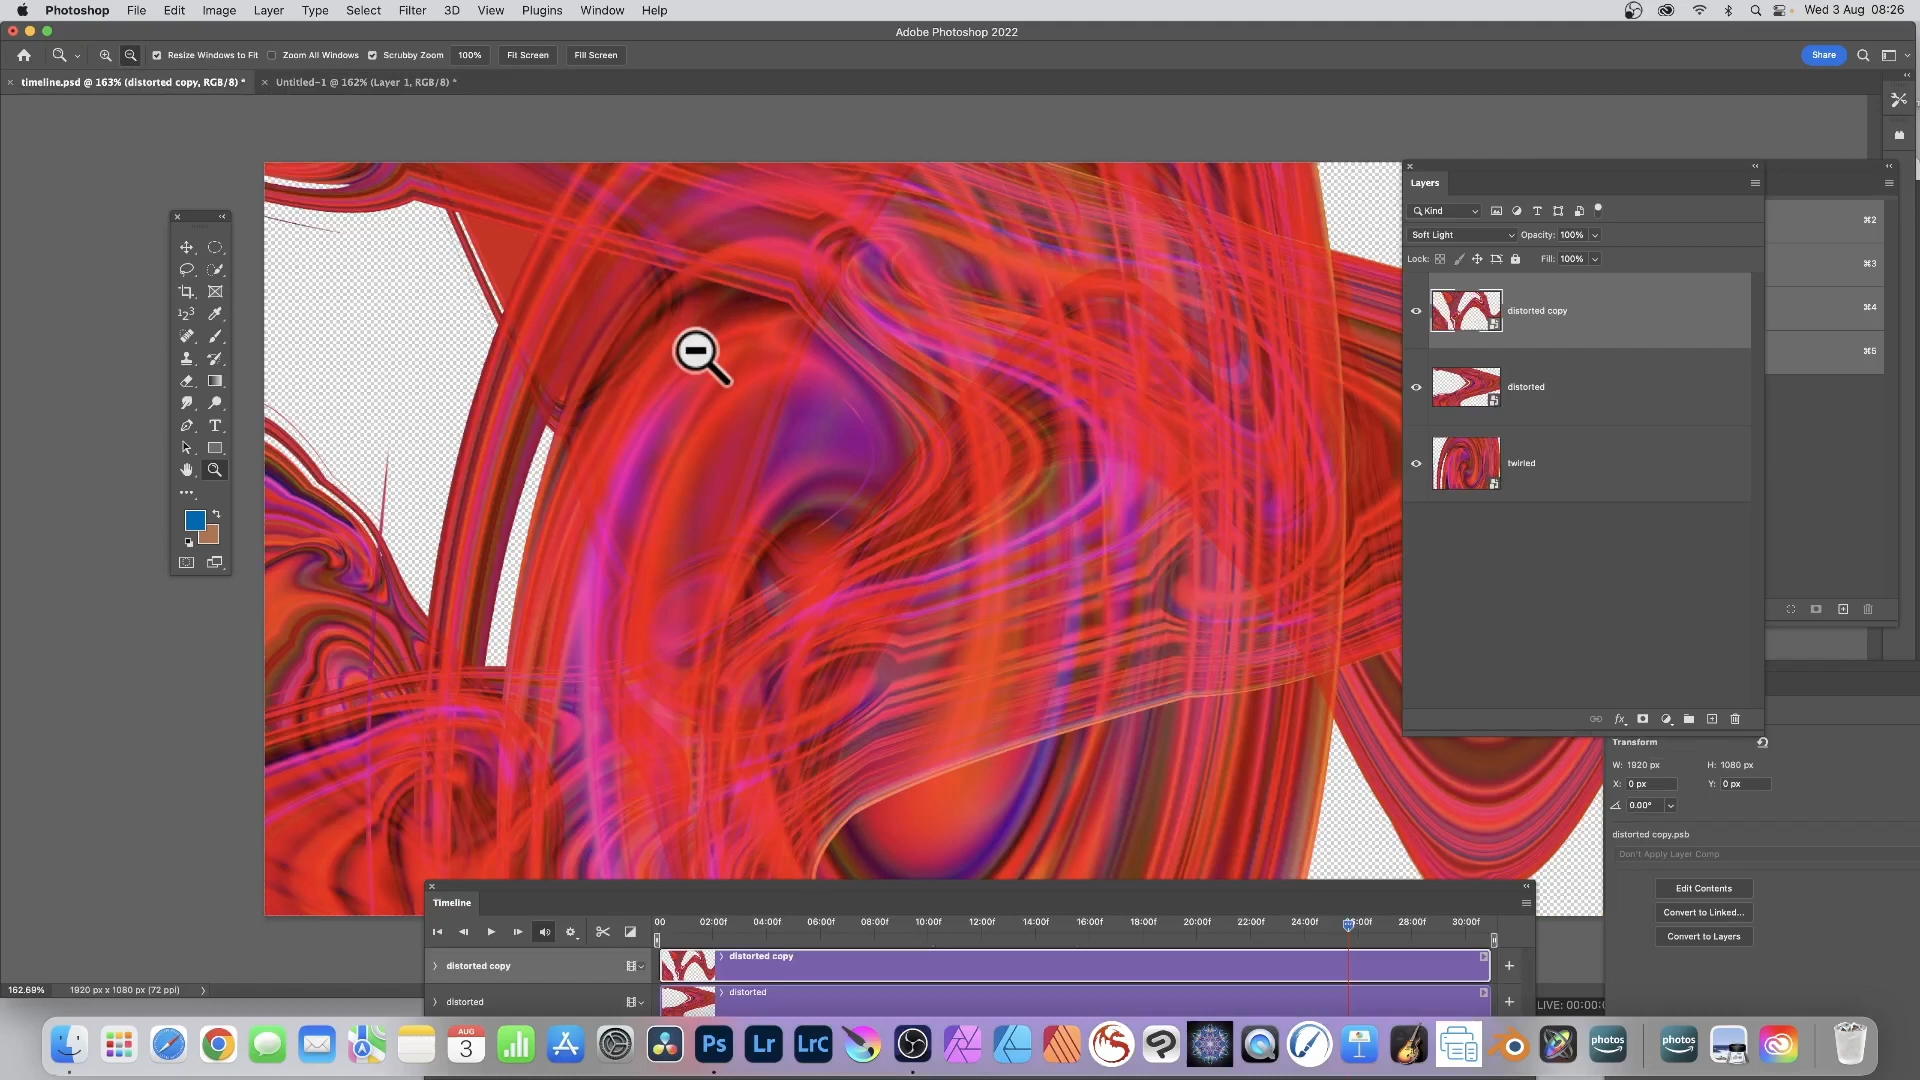 Photoshop File Edit Image Layer Type Select Filter 3D View Plugins Window Help Wed 3 Aug 08:26
Adobe Photoshop 2022
Resize Windows to Fit Zoom All Windows Scrubby Zoom 100% Fit Screen Fill Screen Share
timeline.psd @ 163% (distorted copy, RGB/8) * Untitled-1 @ 162% (Layer 1, RGB/8) *
Layers
Kind
Soft Light Opacity: 100%
Lock: Fill: 100%
distorted copy
distorted
twirled
⌘2
⌘3
⌘4
⌘5
Transform
W: 1920 px H: 1080 px
X: 0 px Y: 0 px
0.00°
distorted copy.psb
Don't Apply Layer Comp
Edit Contents
Convert to Linked...
Convert to Layers
Timeline
00 02:00f 04:00f 06:00f 08:00f 10:00f 12:00f 14:00f 16:00f 18:00f 20:00f 22:00f 24:00f 28:00f 30:00f
distorted copy distorted copy
distorted distorted
162.69% 1920 px x 1080 px (72 ppi)
LIVE: 00:00:0
AUG
3
Ps Lr LrC
photos photos